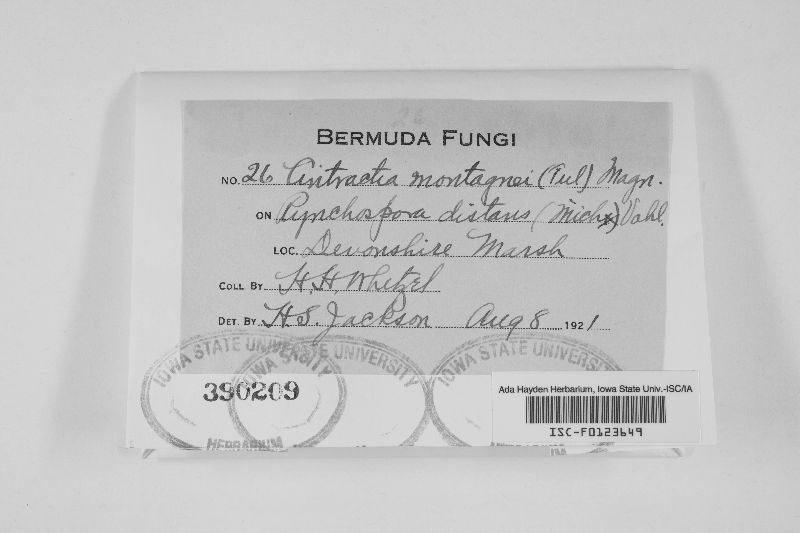 BERMUDA FUNGI
NO. 26 Cintractia montagnei (Tul) Magn.
ON Rynchospora distans (Michx) Vahl.
LOC. Devonshire Marsh
COLL BY H. H. Whetzel
DET. BY H. S. Jackson Aug 8 1921
IOWA STATE UNIVERSITY
IOWA STATE UNIVERSITY
IOWA STATE UNIVERSITY
390209
HERBARIUM
Ada Hayden Herbarium, Iowa State Univ.-ISC/IA
ISC-F0123649